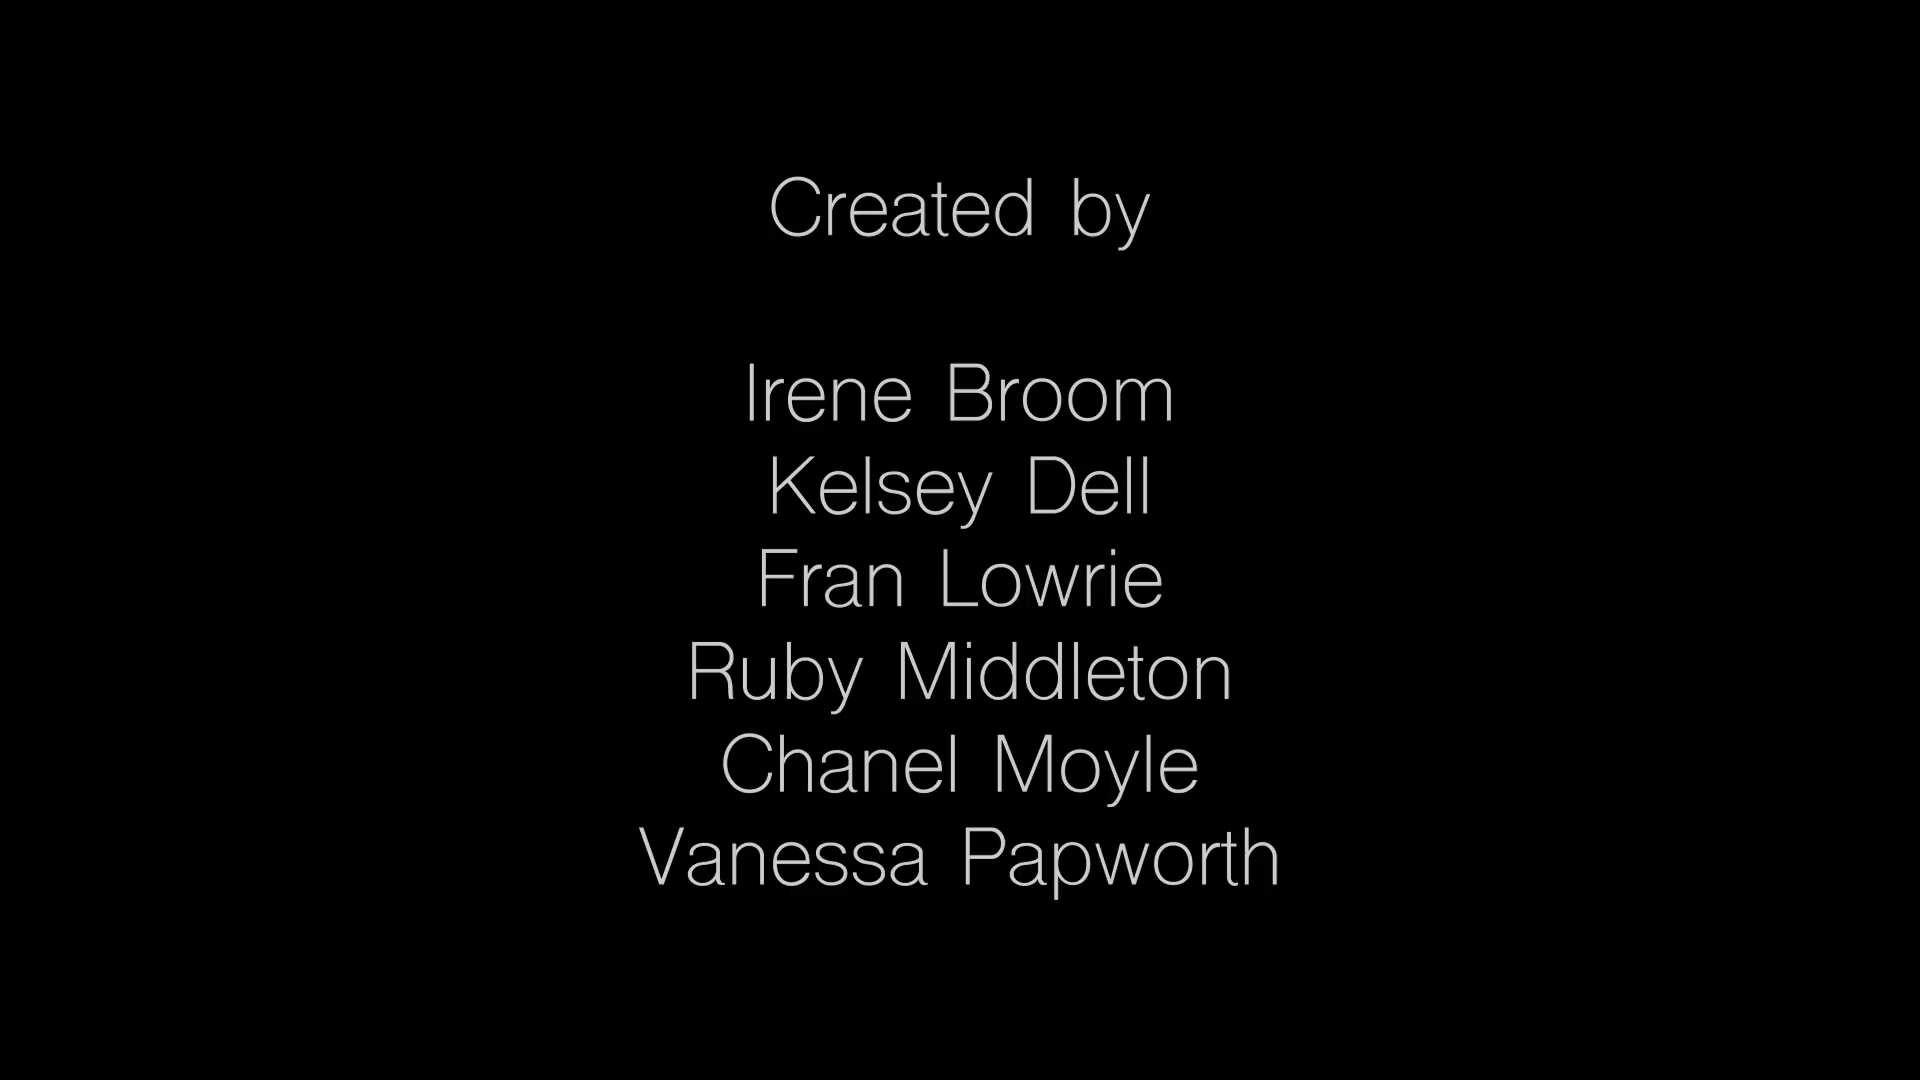 Created by
Irene Broom
Kelsey Dell
Fran Lowrie
Ruby Middleton
Chanel Moyle
Vanessa Papworth